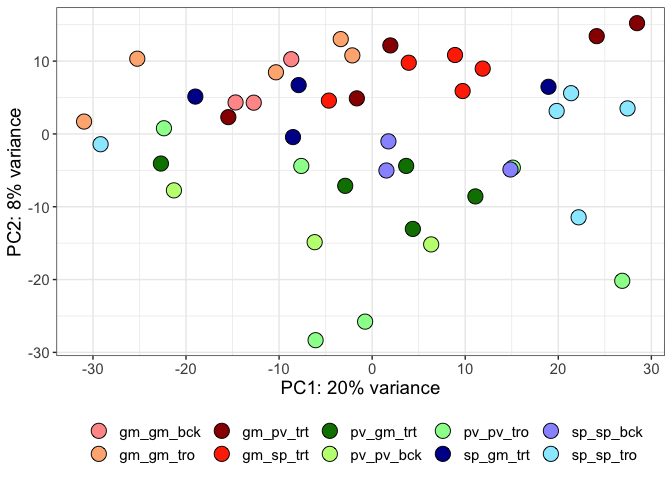 10
0
-10
-20
-30
PC2: 8% variance
-30 -20 -10 0 10 20 30
PC1: 20% variance
gm_gm_bck gm_pv_trt pv_gm_trt pv_pv_tro sp_sp_bck
gm_gm_tro gm_sp_trt pv_pv_bck sp_gm_trt sp_sp_tro